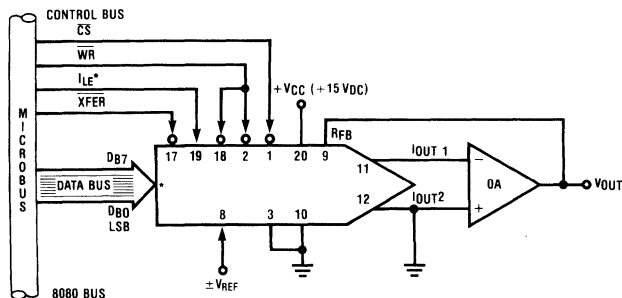 CONTROL BUS
CS
WR
ILE*
XFER
+VCC (+15 VDC)
RFB
17 19 18 2 1 20 9
11
IOUT 1
MICROBUS
DB7
DATA BUS
*
DB0
LSB
8 3 10
12
IOUT2
−
+
OA
VOUT
±VREF
8080 BUS